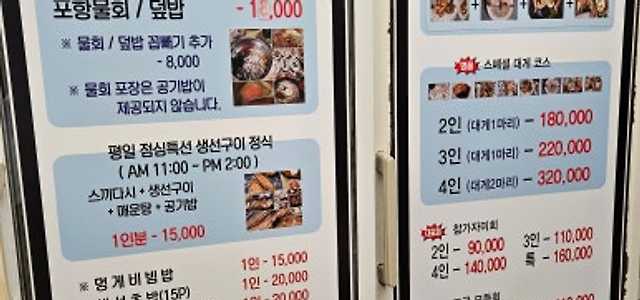 포항물회 / 덮밥 - 18,000
※ 물회 / 덮밥 꼽빼기 추가
- 8,000
※ 물회 포장은 공기밥이
제공되지 않습니다.
평일 점심특선 생선구이 정식
( AM 11:00 ~ PM 2:00 )
스끼다시 + 생선구이
+ 매운탕 + 공기밥
1인분 - 15,000
※ 멍게비빔밥 1인 - 15,000
1인 - 20,000
(15P)
스페셜 대게 코스
2인 (대게1마리) - 180,000
3인 (대게1마리) - 220,000
4인 (대게2마리) - 320,000
참가자미회
2인 - 90,000 3인 - 110,000
4인 - 140,000 특 - 160,000